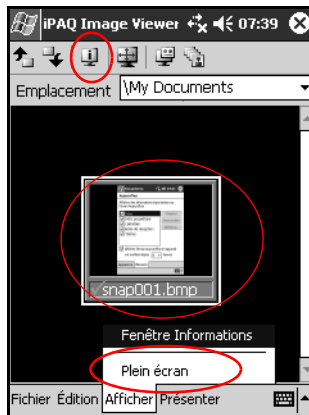 iPAQ Image Viewer 07:39
Emplacement \My Documents
snap001.bmp
Fenêtre Informations
Plein écran
Fichier Édition Afficher Présenter